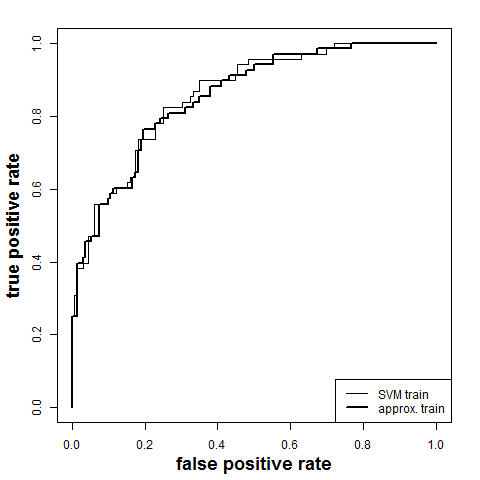 true positive rate
1.0
0.8
0.6
0.4
0.2
0.0
SVM train
approx. train
0.0 0.2 0.4 0.6 0.8 1.0
false positive rate